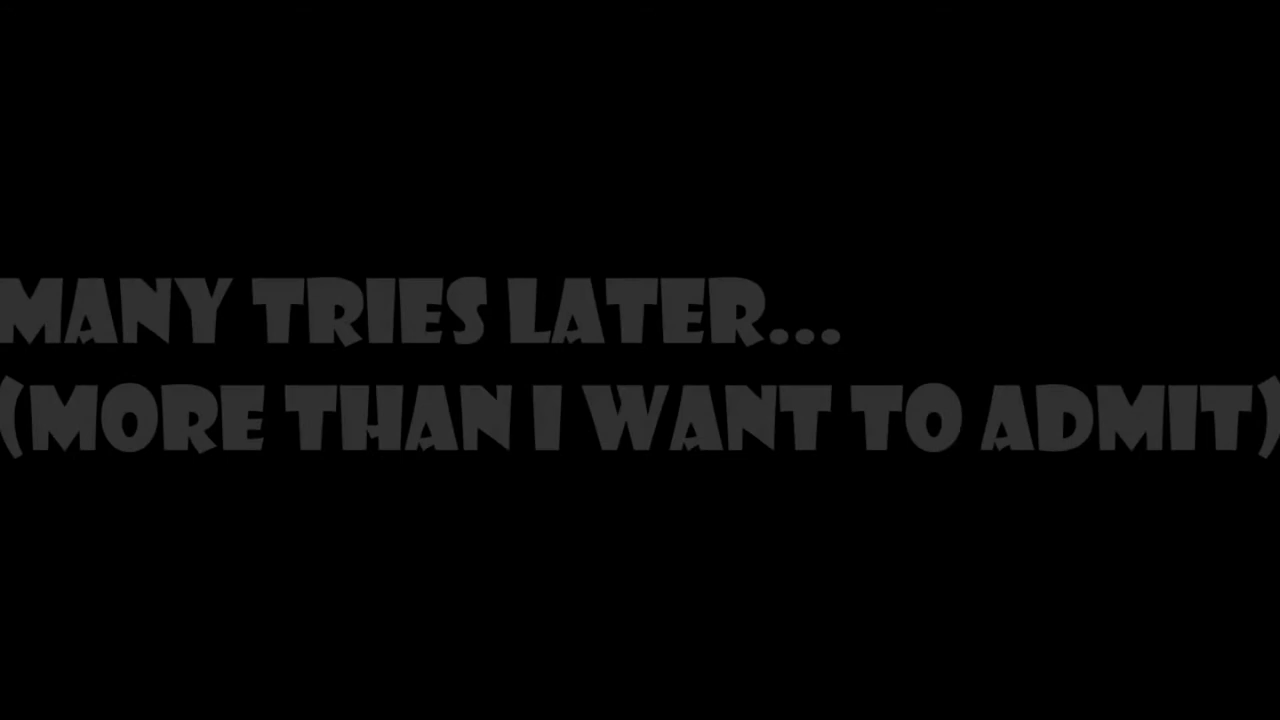 MANY TRIES LATER...
(MORE THAN I WANT TO ADMIT)